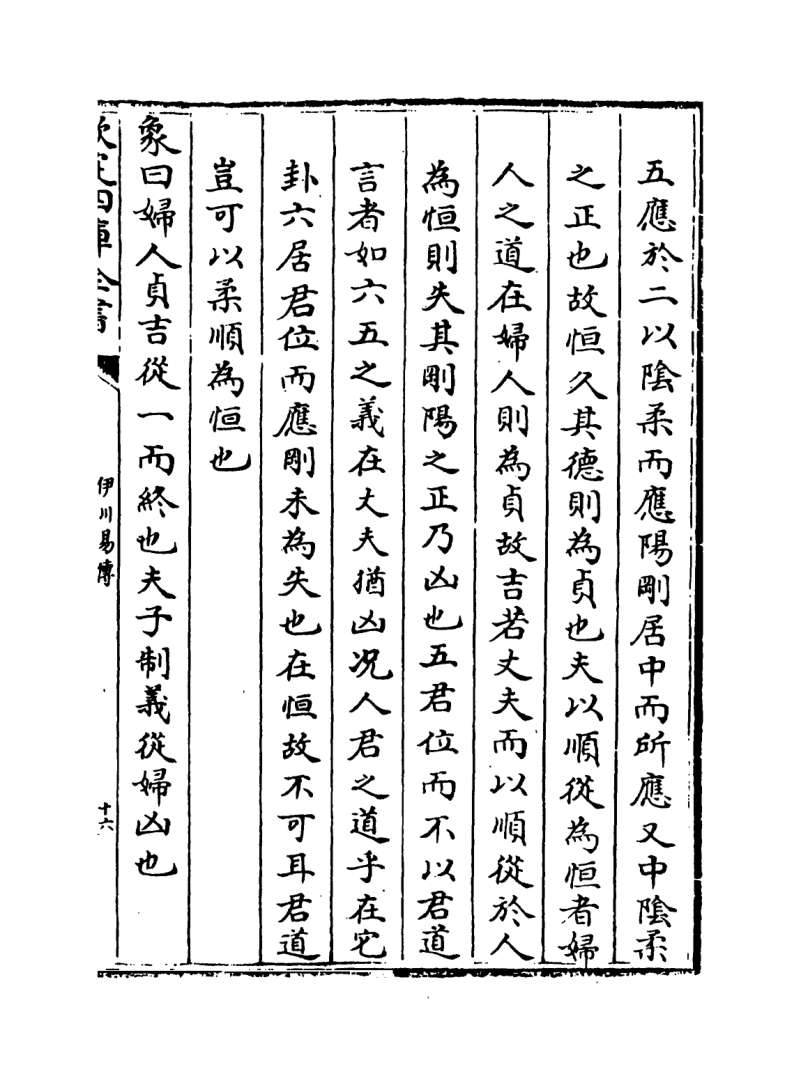 五應於二以陰柔而應陽剛居中而所應又中陰柔
之正也故恒久其德則為貞也夫以順從為恒者婦
人之道在婦人則為貞故吉若丈夫而以順從於人
為恒則失其剛陽之正乃凶也五君位而不以君道
言者如六五之義在丈夫猶凶况人君之道乎在它
卦六居君位而應剛未為失也在恒故不可耳君道
豈可以柔順為恒也
象曰婦人貞吉從一而終也夫子制義從婦凶也
欽定四庫全書
伊川易傳
十六